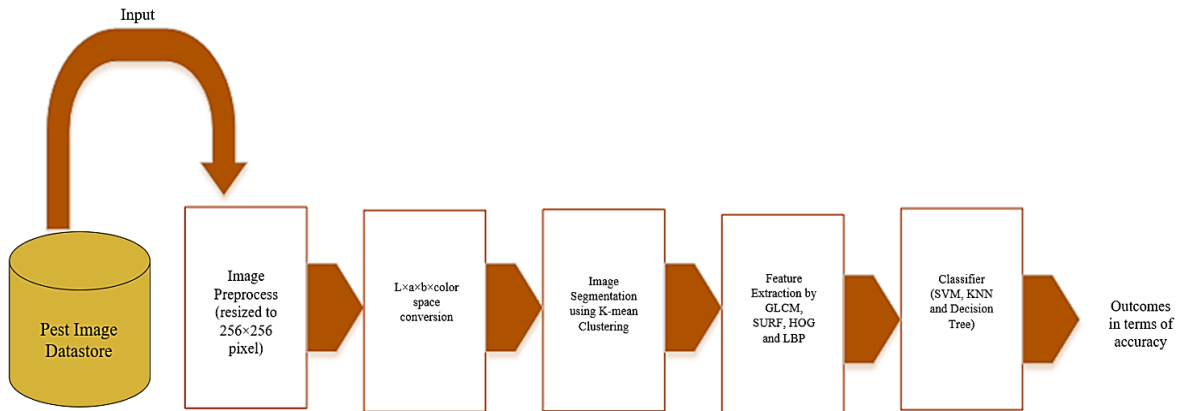 Input
Pest Image
Datastore
Image
Preprocess
(resized to
256×256
pixel)
L×a×b×color
space
conversion
Image
Segmentation
using K-mean
Clustering
Feature
Extraction by
GLCM,
SURF, HOG
and LBP
Classifier
(SVM, KNN
and Decision
Tree)
Outcomes
in terms of
accuracy